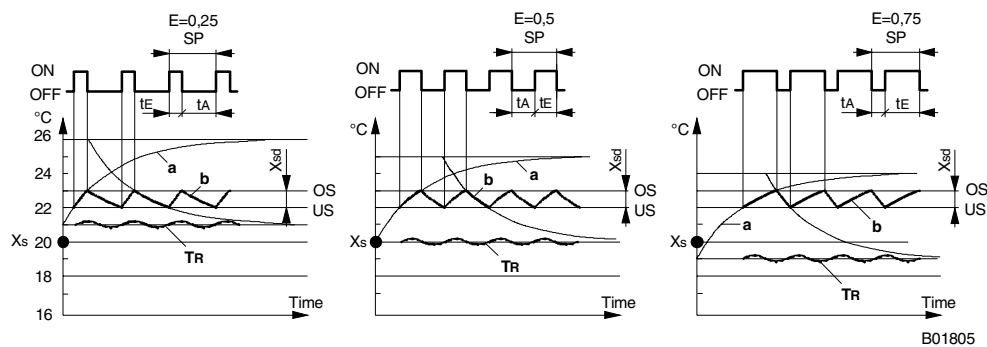 E=0,25
SP
ON
OFF
tE tA
°C
26
24
22
20
18
16
a
b
Xsd
OS
US
Xs
TR
Time
E=0,5
SP
ON
OFF
tA tE
°C
a
b
Xsd
OS
US
Xs
TR
Time
E=0,75
SP
ON
OFF
tA tE
°C
Xsd
OS
US
a
b
Xs
TR
Time
B01805